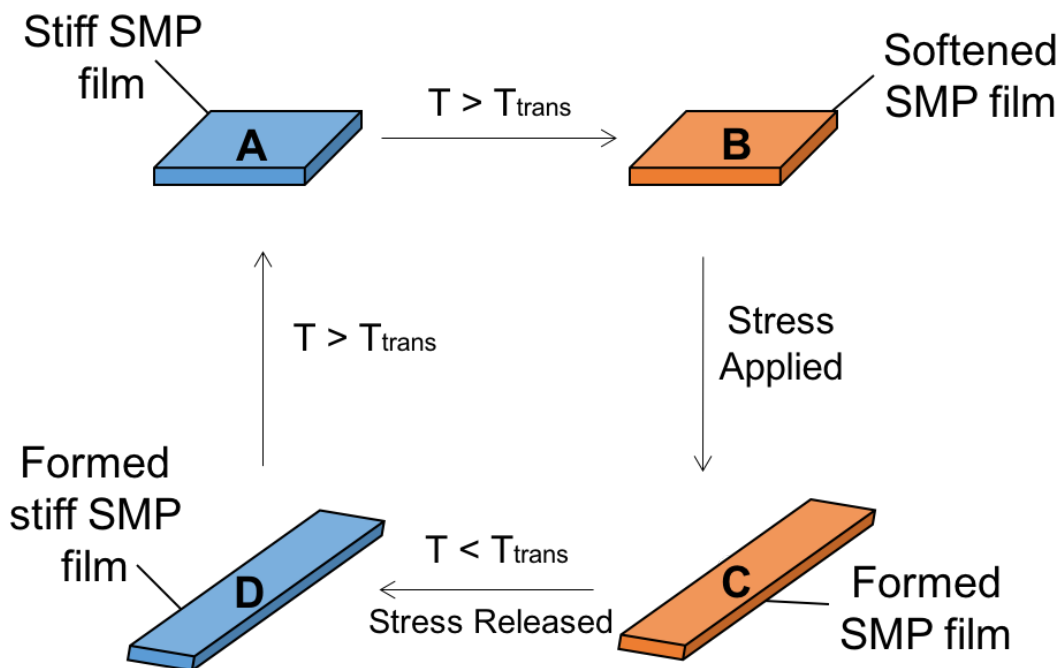 Stiff SMP
film
A
T > Ttrans
B
Softened
SMP film
T > Ttrans
Stress
Applied
Formed
stiff SMP
film
D
T < Ttrans
Stress Released
C
Formed
SMP film